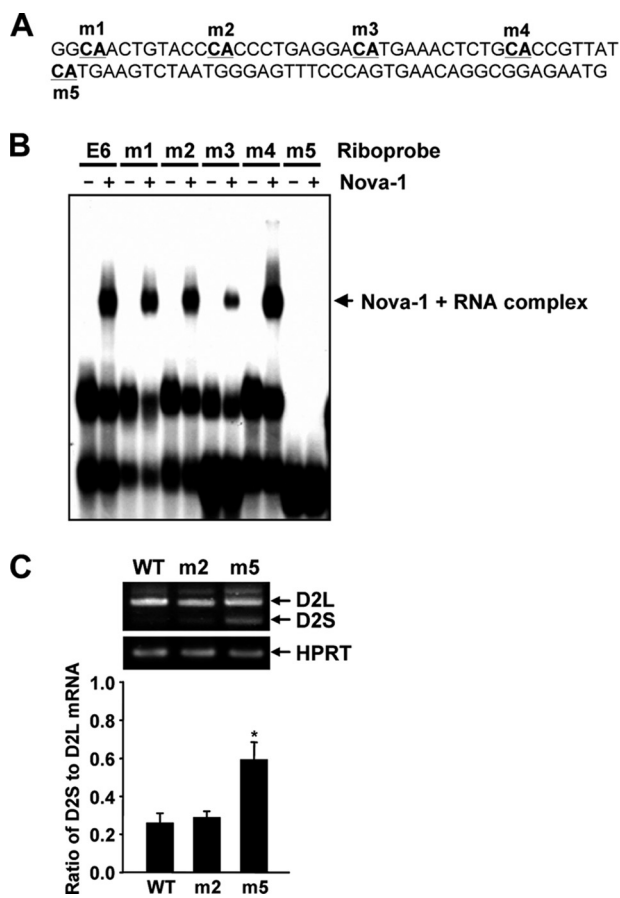 A
m1 m2 m3 m4
GGCAACTGTACCCACCCTGAGGACATGAAACTCTGCACCGTTAT
CATGAAGTCTAATGGGAGTTTCCCAGTGAACAGGCGGAGAATG
m5
B
E6 m1 m2 m3 m4 m5 Riboprobe
− + − + − + − + − + − + Nova-1
Nova-1 + RNA complex
C
WT m2 m5
D2L
D2S
HPRT
Ratio of D2S to D2L mRNA
1.0
0.8
0.6
0.4
0.2
0.0
*
WT m2 m5